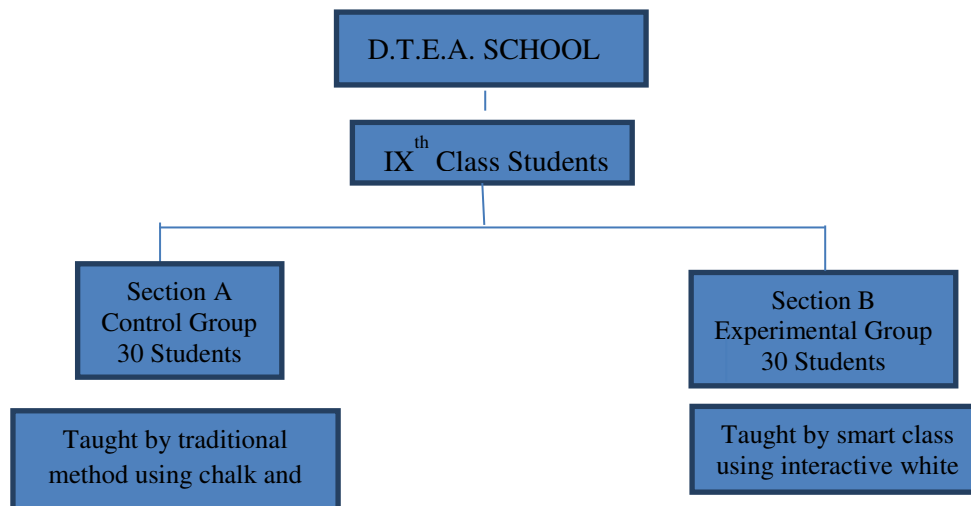 D.T.E.A. SCHOOL
IXth Class Students
Section A
Control Group
30 Students
Section B
Experimental Group
30 Students
Taught by traditional
method using chalk and
Taught by smart class
using interactive white